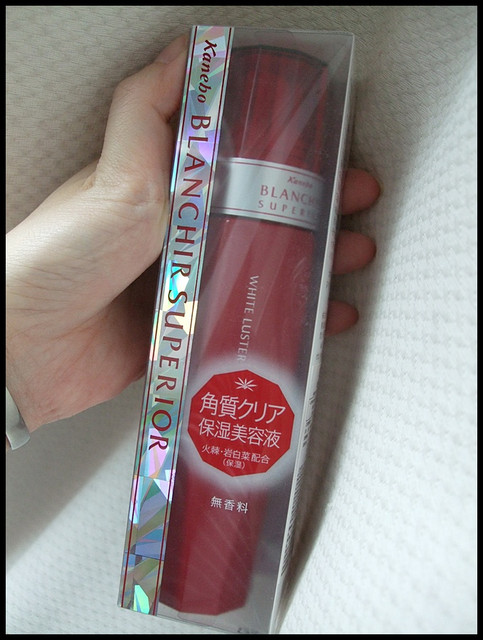 Kanebo BLANCHIR SUPERIOR
Kanebo
BLANCH
SUPERI
WHITE LUSTER
角質クリア
保湿美容液
火棘・岩白菜配合
(保湿)
無香料